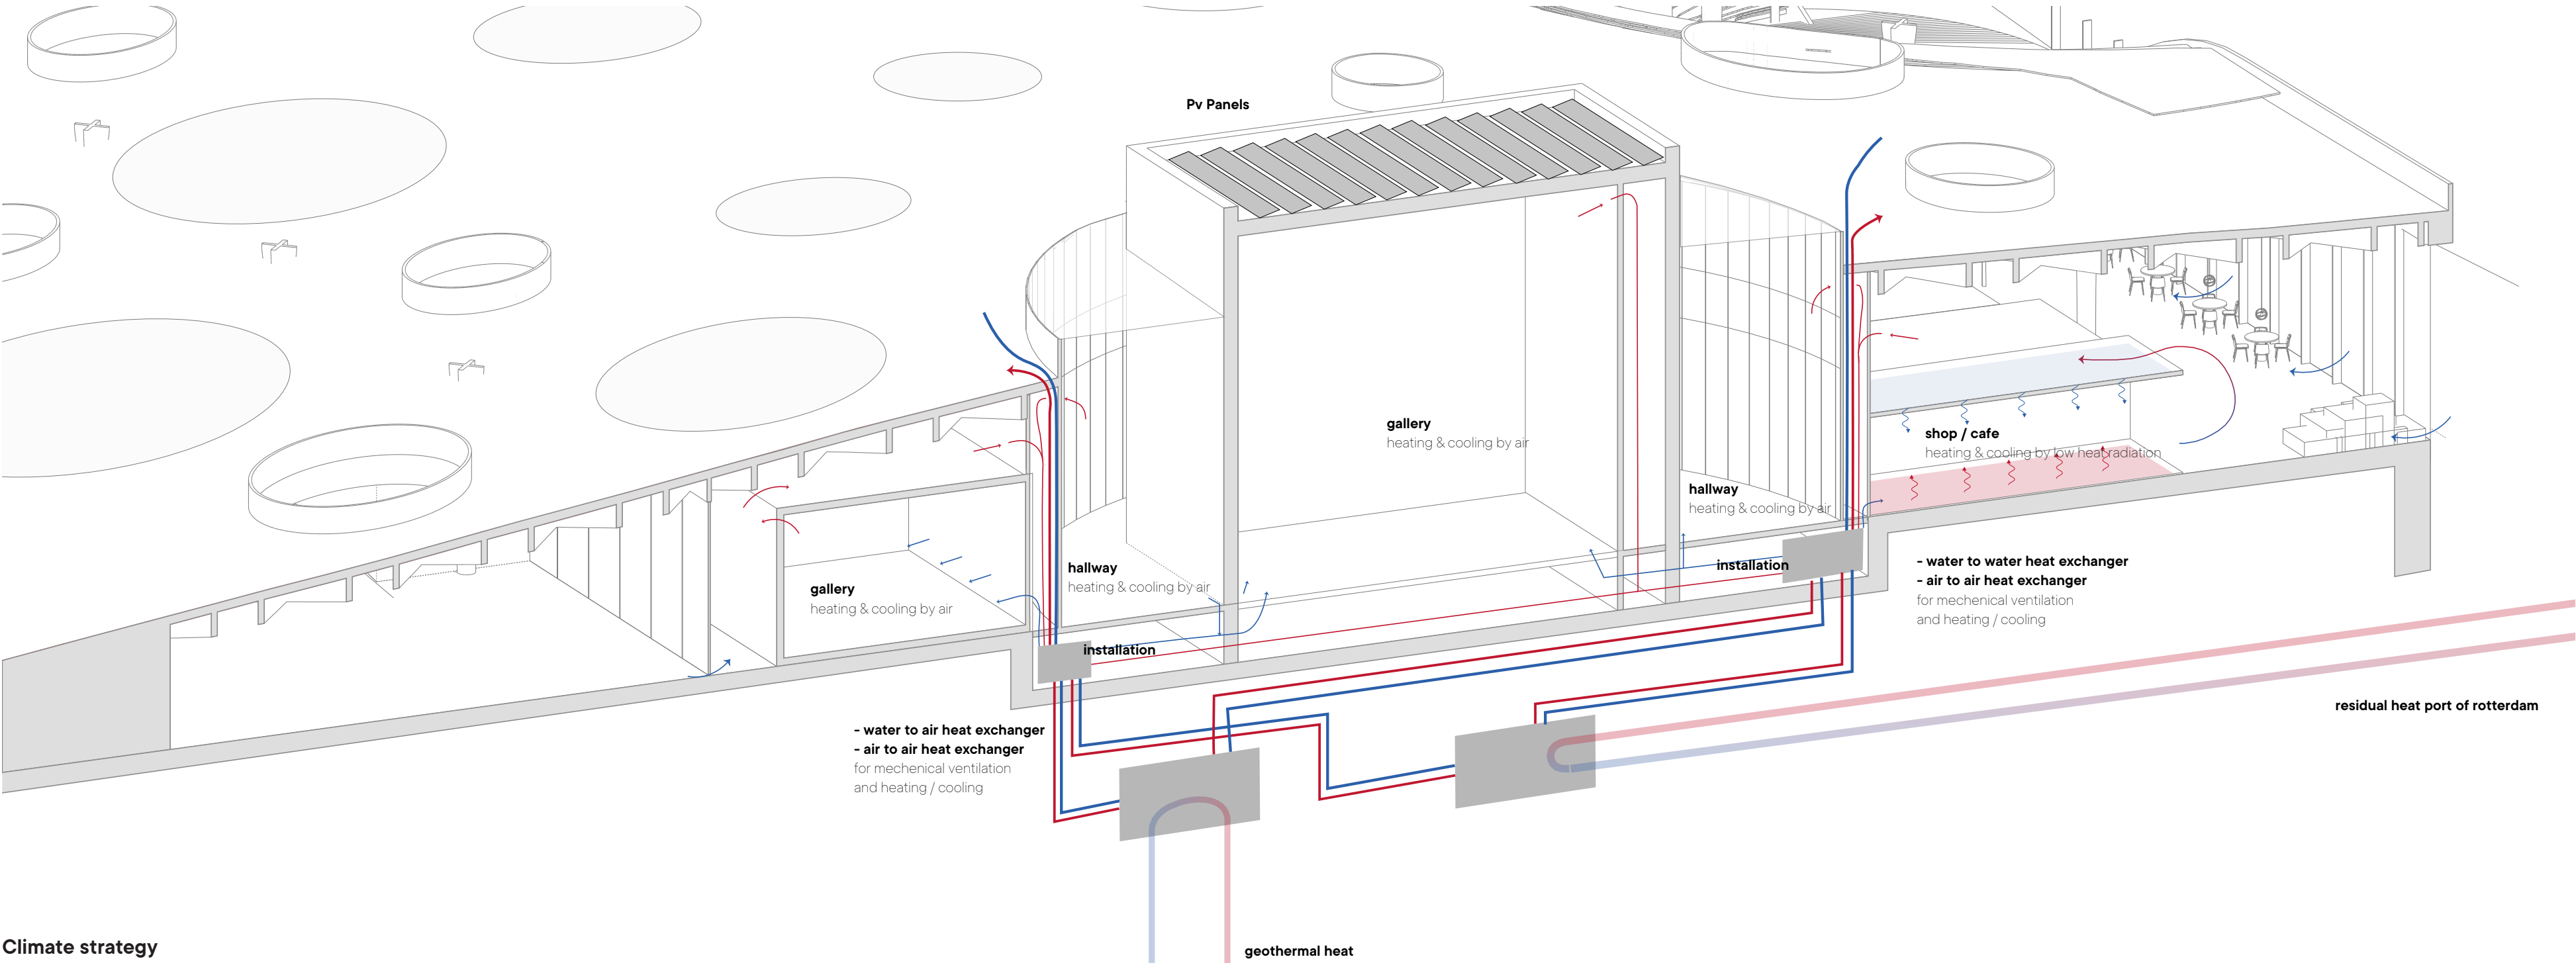 Pv Panels
gallery
heating & cooling by air
shop / cafe
heating & cooling by low heat radiation
hallway
heating & cooling by air
hallway
heating & cooling by air
gallery
heating & cooling by air
installation
installation
- water to water heat exchanger
- air to air heat exchanger
for mechenical ventilation
and heating / cooling
- water to air heat exchanger
- air to air heat exchanger
for mechenical ventilation
and heating / cooling
residual heat port of rotterdam
Climate strategy
geothermal heat